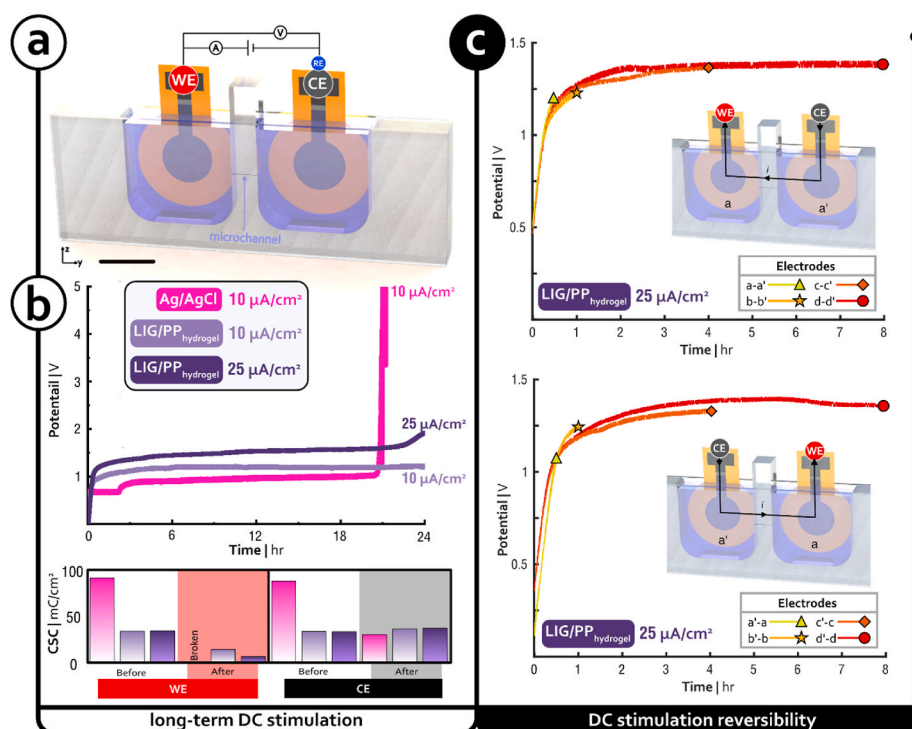 a
V
A
RE
WE
CE
microchannel
z
y
b
5
4
3
2
1
0
6
12
18
24
Potentail | V
Time | hr
Ag/AgCl 10 µA/cm²
LIG/PPhydrogel 10 µA/cm²
LIG/PPhydrogel 25 µA/cm²
10 µA/cm²
25 µA/cm²
10 µA/cm²
CSC | mC/cm²
100
50
0
Broken
Before
After
Before
After
WE
CE
long-term DC stimulation
c
1.5
1
0.5
Potential | V
WE
CE
i
a
a'
Electrodes
a-a' c-c'
b-b' d-d'
LIG/PPhydrogel 25 µA/cm²
0 1 2 3 4 5 6 7 8
Time | hr
1.5
1
0.5
Potential | V
CE
WE
i
a'
a
Electrodes
a'-a c'-c
b'-b d'-d
LIG/PPhydrogel 25 µA/cm²
0 1 2 3 4 5 6 7 8
Time | hr
DC stimulation reversibility